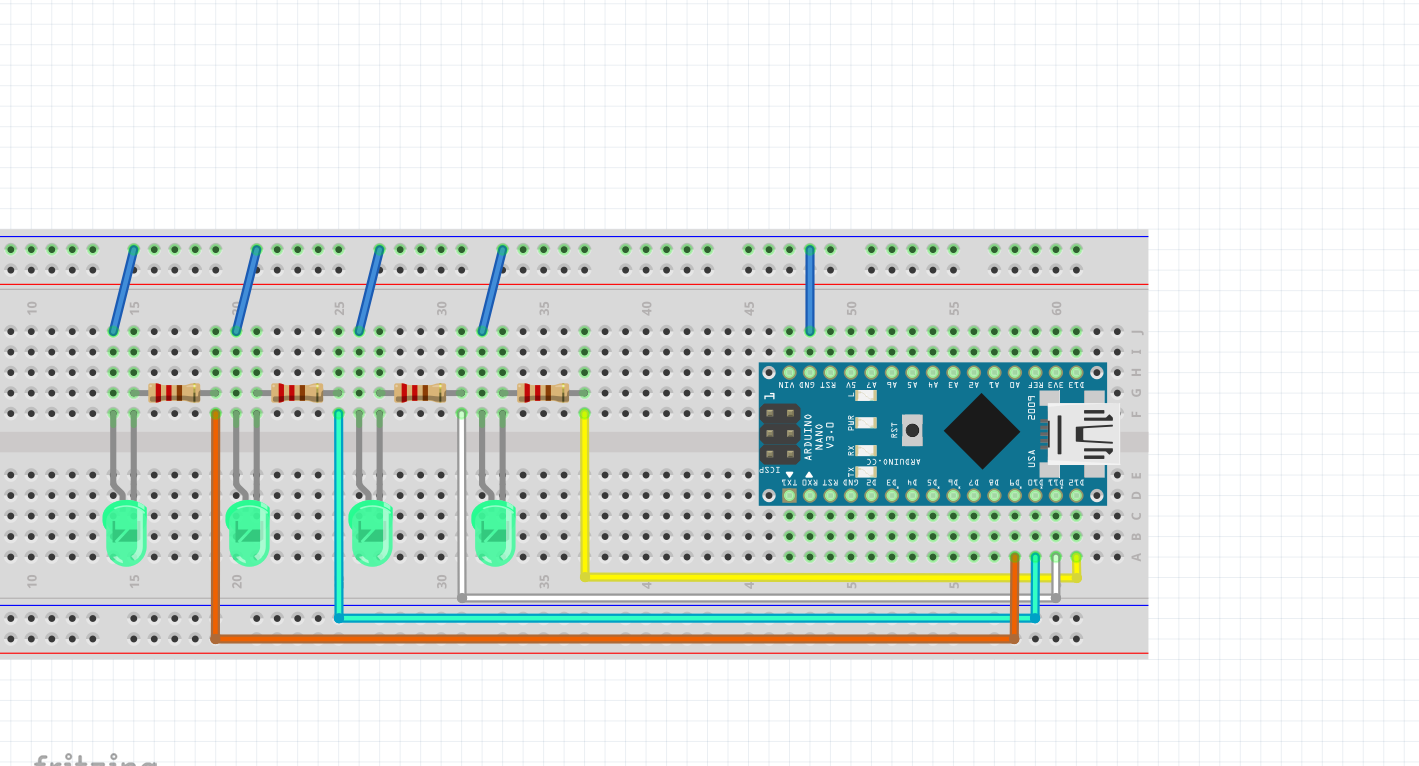 10 15 20 25 30 35 40 45 50 55 60
J
I
H
G
F
VIN GND RST 5V A7 A6 A5 A4 A3 A2 A1 A0 REF 3V3 D13
1
L
PWR
RX
TX
ARDUINO
NANO
V3.0
RST
ARDUINO.CC
USA
ICSP
TX1 RX0 RST GND D2 D3 D4 D5 D6 D7 D8 D9 D10 D11 D12
E
D
C
B
A
10 15 20 30 35 4 4 5 5
fritzing